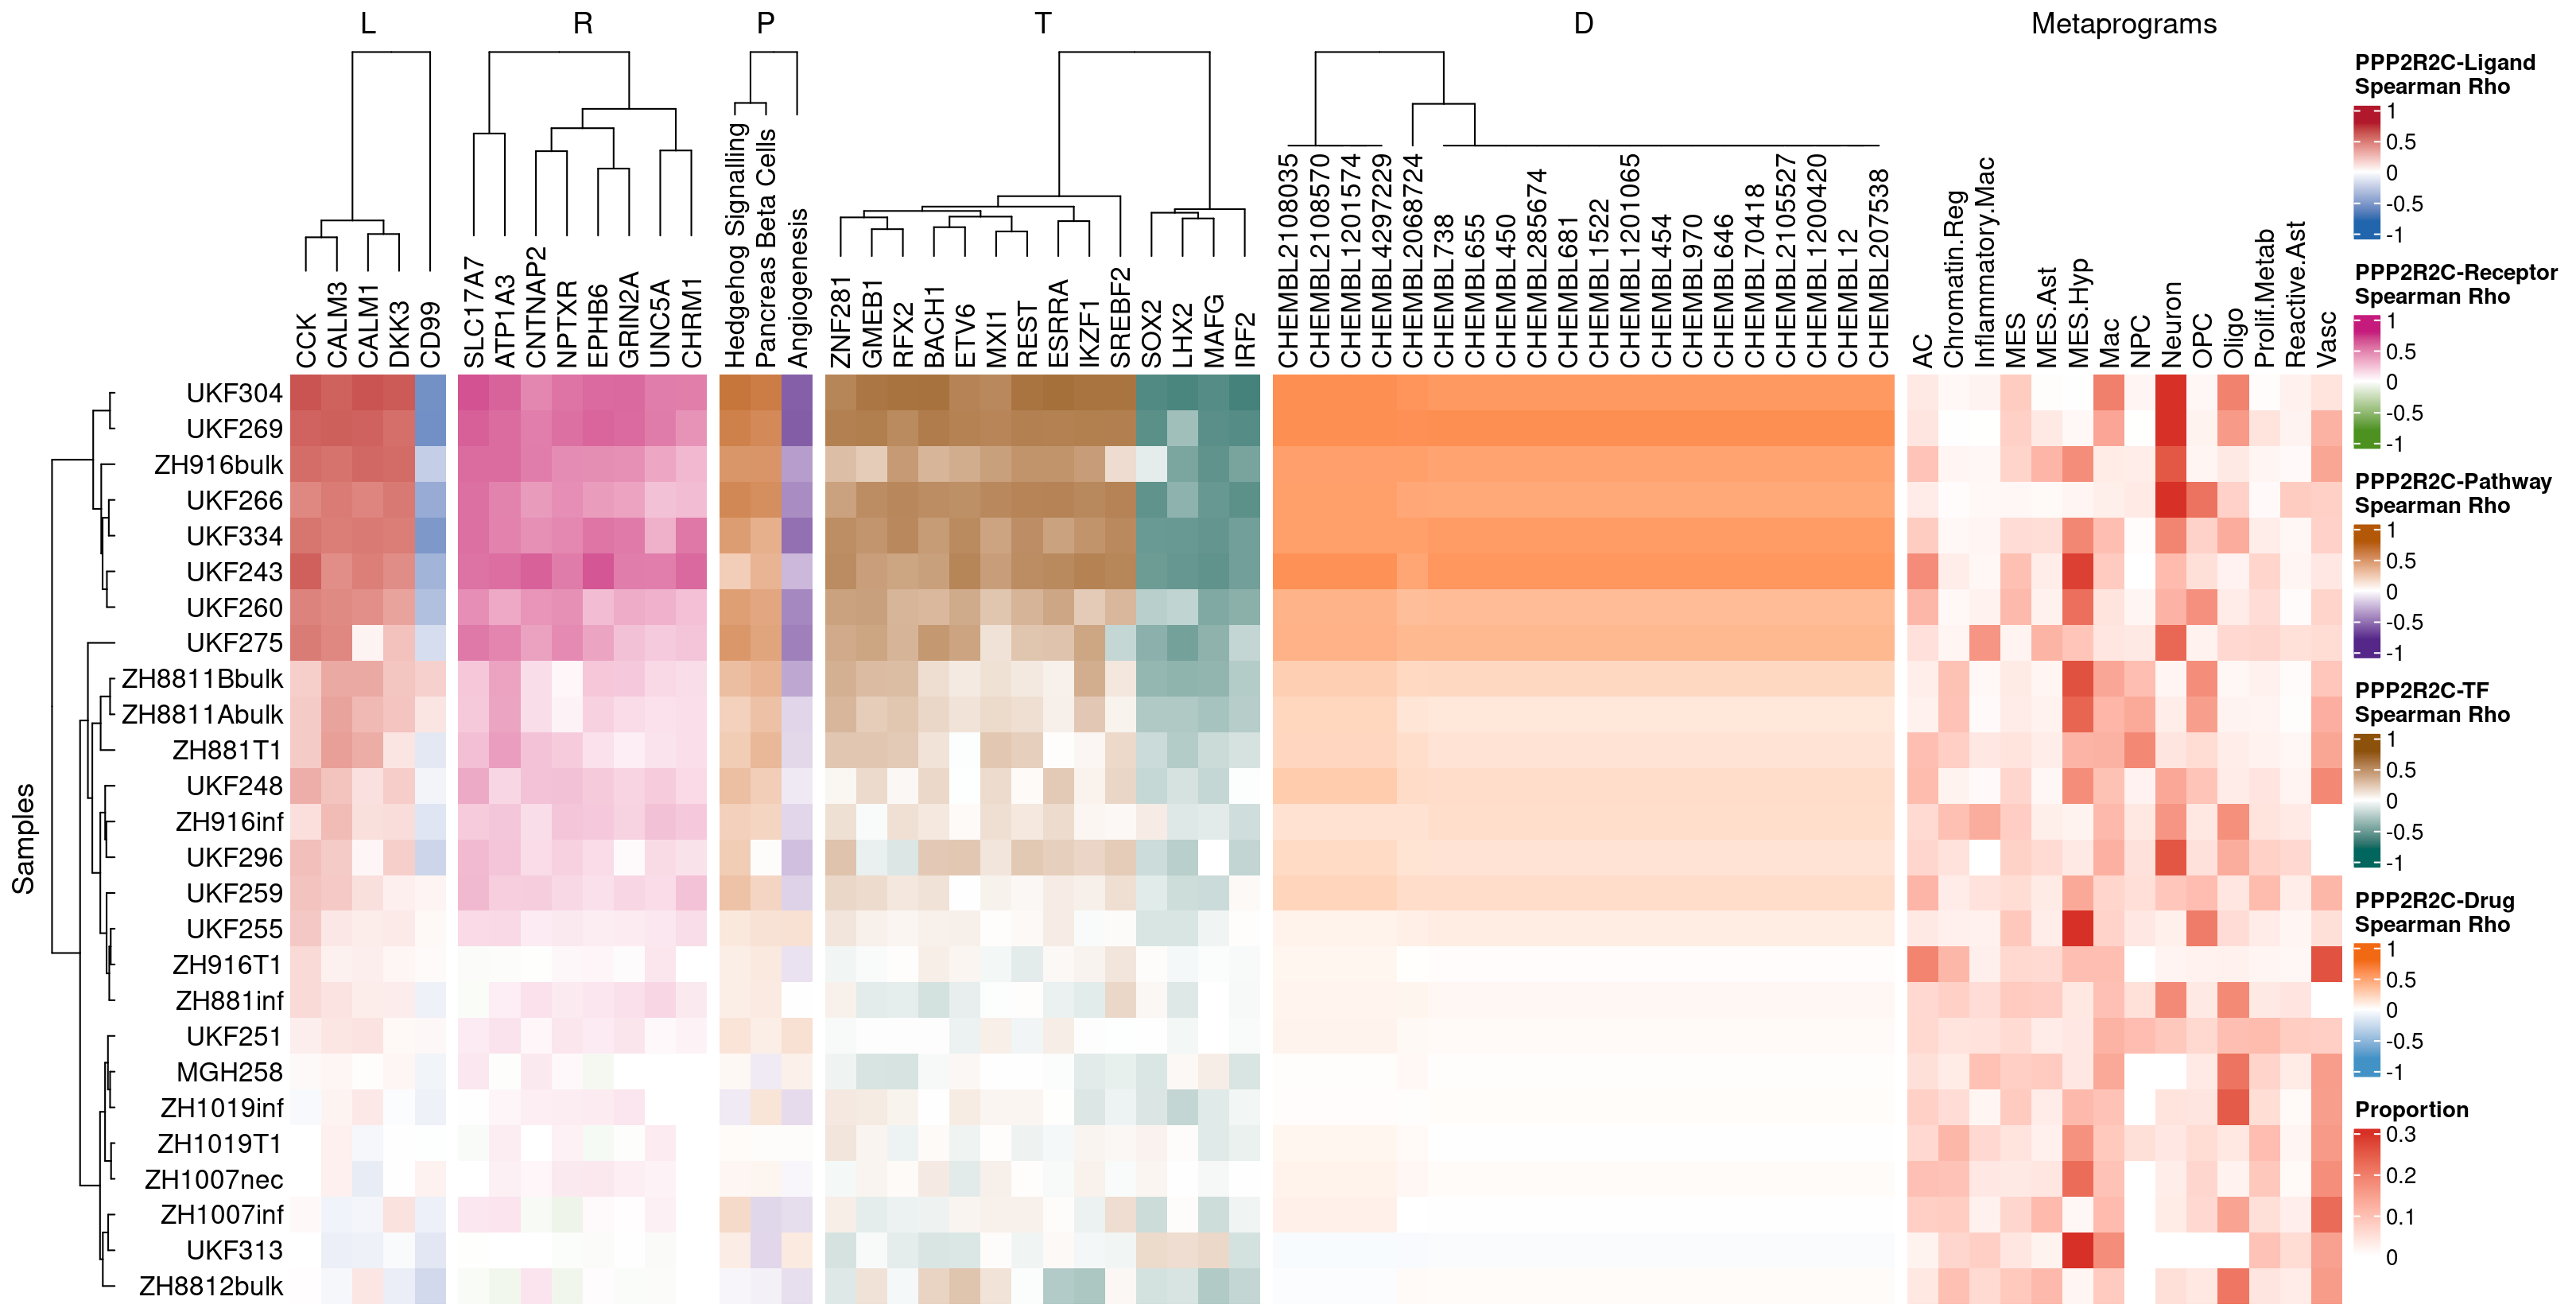 L R P T D Metaprograms
CCK
CALM3
CALM1
DKK3
CD99
SLC17A7
ATP1A3
CNTNAP2
NPTXR
EPHB6
GRIN2A
UNC5A
CHRM1
Hedgehog Signalling
Pancreas Beta Cells
Angiogenesis
ZNF281
GMEB1
RFX2
BACH1
ETV6
MXI1
REST
ESRRA
IKZF1
SREBF2
SOX2
LHX2
MAFG
IRF2
CHEMBL2108035
CHEMBL2108570
CHEMBL1201574
CHEMBL4297229
CHEMBL2068724
CHEMBL738
CHEMBL655
CHEMBL450
CHEMBL285674
CHEMBL681
CHEMBL1522
CHEMBL1201065
CHEMBL454
CHEMBL970
CHEMBL646
CHEMBL70418
CHEMBL2105527
CHEMBL1200420
CHEMBL12
CHEMBL207538
AC
Chromatin.Reg
Inflammatory.Mac
MES
MES.Ast
MES.Hyp
Mac
NPC
Neuron
OPC
Oligo
Prolif.Metab
Reactive.Ast
Vasc
Samples
UKF304
UKF269
ZH916bulk
UKF266
UKF334
UKF243
UKF260
UKF275
ZH8811Bbulk
ZH8811Abulk
ZH881T1
UKF248
ZH916inf
UKF296
UKF259
UKF255
ZH916T1
ZH881inf
UKF251
MGH258
ZH1019inf
ZH1019T1
ZH1007nec
ZH1007inf
UKF313
ZH8812bulk
PPP2R2C-Ligand
Spearman Rho
1
0.5
0
-0.5
-1
PPP2R2C-Receptor
Spearman Rho
1
0.5
0
-0.5
-1
PPP2R2C-Pathway
Spearman Rho
1
0.5
0
-0.5
-1
PPP2R2C-TF
Spearman Rho
1
0.5
0
-0.5
-1
PPP2R2C-Drug
Spearman Rho
1
0.5
0
-0.5
-1
Proportion
0.3
0.2
0.1
0